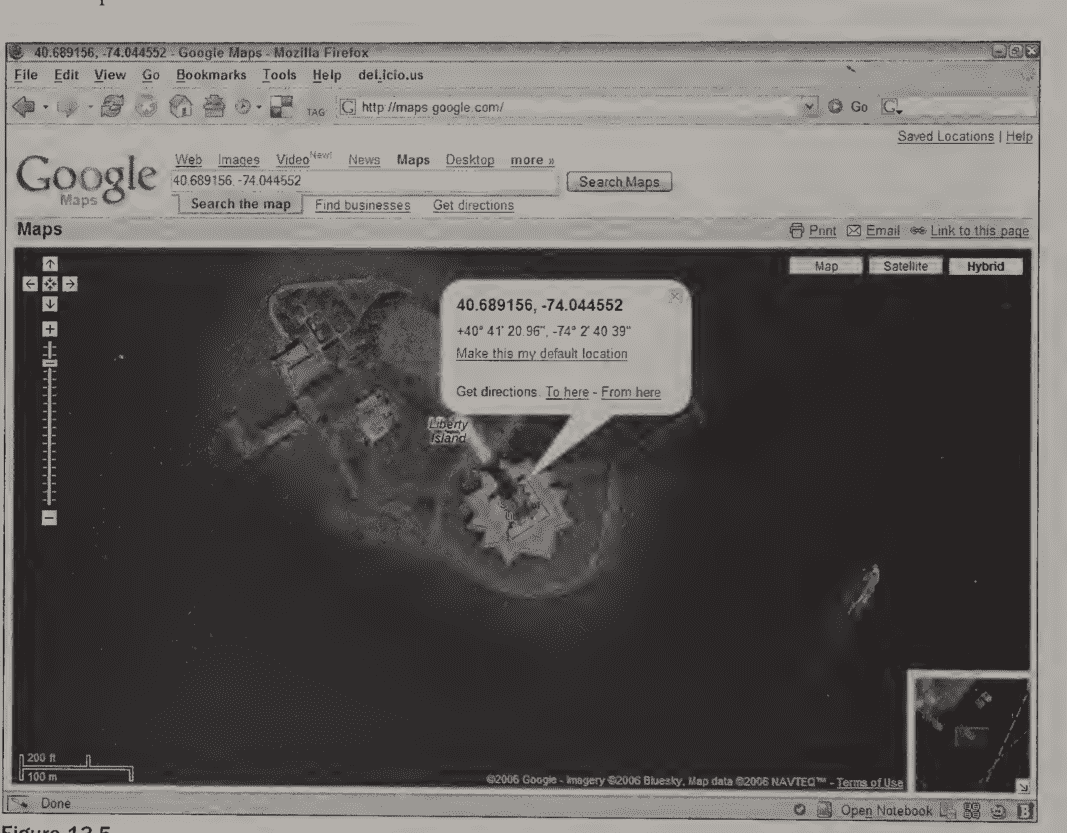 40.689156, -74.044552 - Google Maps - Mozilla Firefox
File Edit View Go Bookmarks Tools Help del.icio.us
TAG G http://maps.google.com/ Go G
Saved Locations | Help
Web Images Video New! News Maps Desktop more »
Google Maps
40.689156, -74.044552 Search Maps
Search the map Find businesses Get directions
Maps Print Email Link to this page
Map Satellite Hybrid
40.689156, -74.044552
+40° 41' 20.96", -74° 2' 40.39"
Make this my default location
Get directions: To here - From here
Liberty
Island
200 ft
100 m
©2006 Google - Imagery ©2006 Bluesky, Map data ©2006 NAVTEQ™ - Terms of Use
Done Open Notebook
Figure 12.5